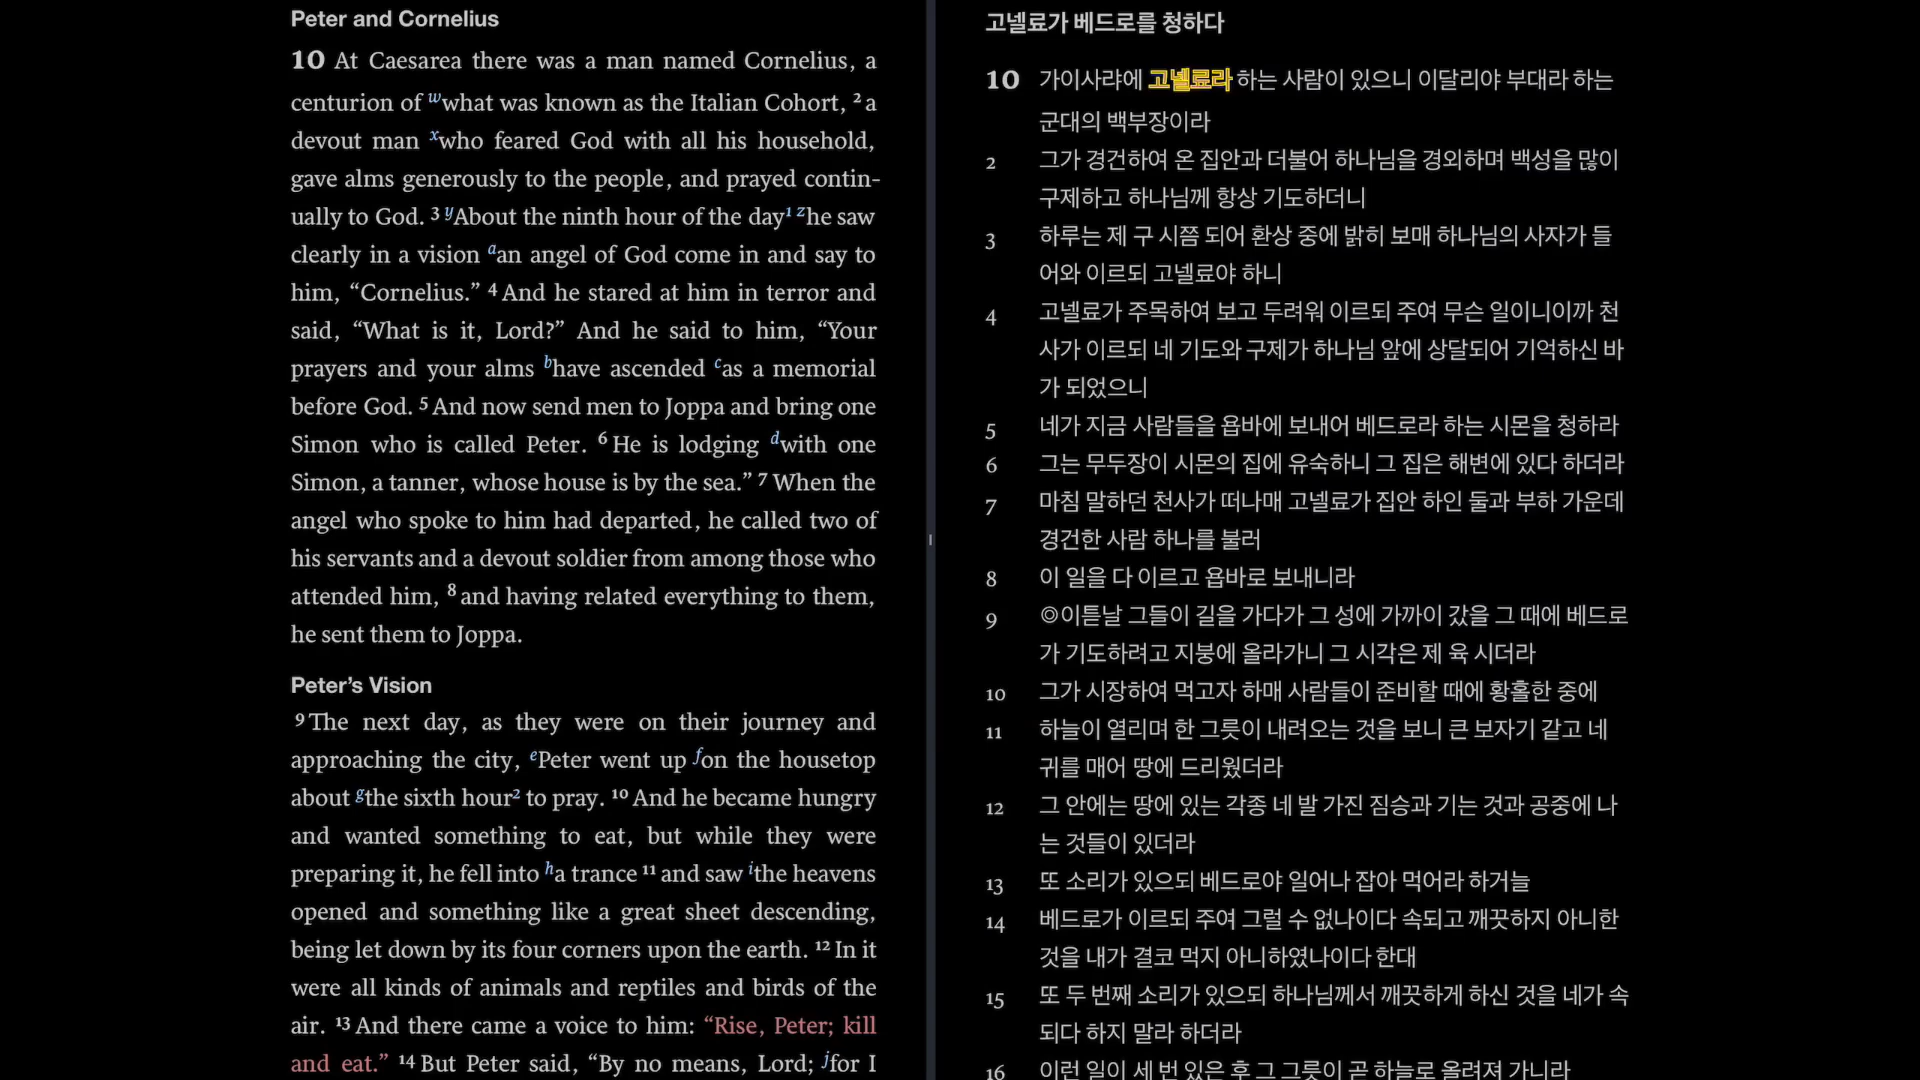 Peter and Cornelius
10 At Caesarea there was a man named Cornelius, a
centurion of wwhat was known as the Italian Cohort, 2 a
devout man xwho feared God with all his household,
gave alms generously to the people, and prayed contin-
ually to God. 3 yAbout the ninth hour of the day1 zhe saw
clearly in a vision aan angel of God come in and say to
him, “Cornelius.” 4 And he stared at him in terror and
said, “What is it, Lord?” And he said to him, “Your
prayers and your alms bhave ascended cas a memorial
before God. 5 And now send men to Joppa and bring one
Simon who is called Peter. 6 He is lodging dwith one
Simon, a tanner, whose house is by the sea.” 7 When the
angel who spoke to him had departed, he called two of
his servants and a devout soldier from among those who
attended him, 8 and having related everything to them,
he sent them to Joppa.
Peter’s Vision
9 The next day, as they were on their journey and
approaching the city, ePeter went up fon the housetop
about gthe sixth hour2 to pray. 10 And he became hungry
and wanted something to eat, but while they were
preparing it, he fell into ha trance 11 and saw ithe heavens
opened and something like a great sheet descending,
being let down by its four corners upon the earth. 12 In it
were all kinds of animals and reptiles and birds of the
air. 13 And there came a voice to him: “Rise, Peter; kill
and eat.” 14 But Peter said, “By no means, Lord; jfor I
고넬료가 베드로를 청하다
10 가이사랴에 고넬료라 하는 사람이 있으니 이달리야 부대라 하는
군대의 백부장이라
2 그가 경건하여 온 집안과 더불어 하나님을 경외하며 백성을 많이
구제하고 하나님께 항상 기도하더니
3 하루는 제 구 시쯤 되어 환상 중에 밝히 보매 하나님의 사자가 들
어와 이르되 고넬료야 하니
4 고넬료가 주목하여 보고 두려워 이르되 주여 무슨 일이니이까 천
사가 이르되 네 기도와 구제가 하나님 앞에 상달되어 기억하신 바
가 되었으니
5 네가 지금 사람들을 욥바에 보내어 베드로라 하는 시몬을 청하라
6 그는 무두장이 시몬의 집에 유숙하니 그 집은 해변에 있다 하더라
7 마침 말하던 천사가 떠나매 고넬료가 집안 하인 둘과 부하 가운데
경건한 사람 하나를 불러
8 이 일을 다 이르고 욥바로 보내니라
9 ◎이튿날 그들이 길을 가다가 그 성에 가까이 갔을 그 때에 베드로
가 기도하려고 지붕에 올라가니 그 시각은 제 육 시더라
10 그가 시장하여 먹고자 하매 사람들이 준비할 때에 황홀한 중에
11 하늘이 열리며 한 그릇이 내려오는 것을 보니 큰 보자기 같고 네
귀를 매어 땅에 드리웠더라
12 그 안에는 땅에 있는 각종 네 발 가진 짐승과 기는 것과 공중에 나
는 것들이 있더라
13 또 소리가 있으되 베드로야 일어나 잡아 먹어라 하거늘
14 베드로가 이르되 주여 그럴 수 없나이다 속되고 깨끗하지 아니한
것을 내가 결코 먹지 아니하였나이다 한대
15 또 두 번째 소리가 있으되 하나님께서 깨끗하게 하신 것을 네가 속
되다 하지 말라 하더라
16 이런 일이 세 번 있은 후 그 그릇이 곧 하늘로 올려져 가니라